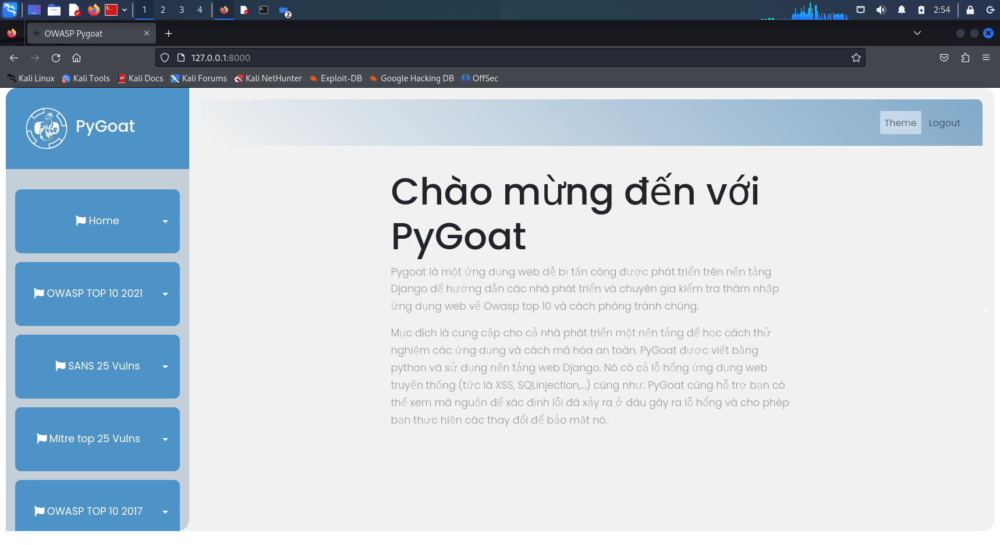 1 2 3 4 2 2:54
OWASP Pygoat
127.0.0.1:8000
Kali Linux Kali Tools Kali Docs Kali Forums Kali NetHunter Exploit-DB Google Hacking DB OffSec
PyGoat
Theme Logout
Home
OWASP TOP 10 2021
SANS 25 Vulns
Mitre top 25 Vulns
OWASP TOP 10 2017
Chào mừng đến với
PyGoat
Pygoat là một ứng dụng web dễ bị tấn công được phát triển trên nền tảng
Django để hướng dẫn các nhà phát triển và chuyên gia kiểm tra thâm nhập
ứng dụng web về Owasp top 10 và cách phòng tránh chúng.
Mục đích là cung cấp cho cả nhà phát triển một nền tảng để học cách thử
nghiệm các ứng dụng và cách mã hóa an toàn. PyGoat được viết bằng
python và sử dụng nền tảng web Django. Nó có cả lỗ hổng ứng dụng web
truyền thống (tức là XSS, SQLinjection,...) cũng như. PyGoat cũng hỗ trợ bạn có
thể xem mã nguồn để xác định lỗi đã xảy ra ở đâu gây ra lỗ hổng và cho phép
bạn thực hiện các thay đổi để bảo mật nó.